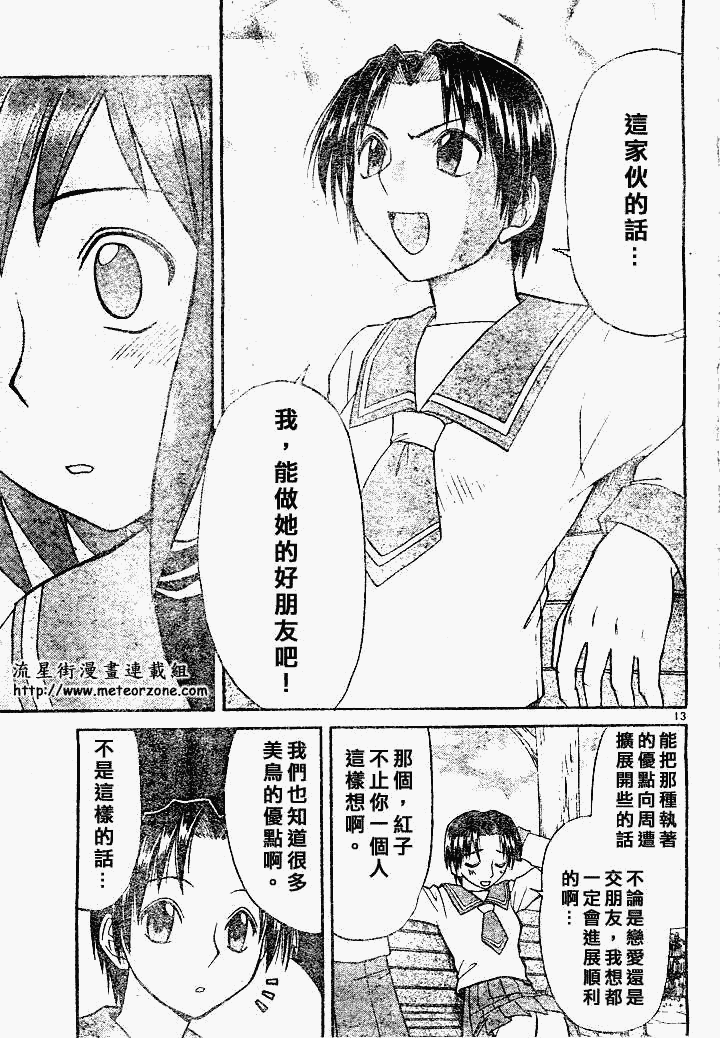 這家伙的話…
我，能做她的好朋友吧！
流星街漫畫連載組
http://www.meteorzone.com
13
能把那種執著
的優點向周遭
擴展開些的話
不論是戀愛還是
交朋友，我想都
一定會進展順利
的啊…
那個，紅子
不止你一個人
這樣想啊。
我們也知道很多
美鳥的優點啊。
不是這樣的話…